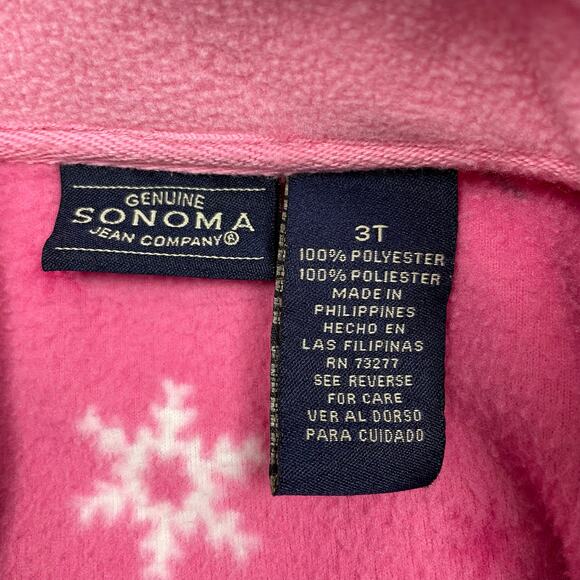 GENUINE
SONOMA
JEAN COMPANY®
3T
100% POLYESTER
100% POLIESTER
MADE IN
PHILIPPINES
HECHO EN
LAS FILIPINAS
RN 73277
SEE REVERSE
FOR CARE
VER AL DORSO
PARA CUIDADO